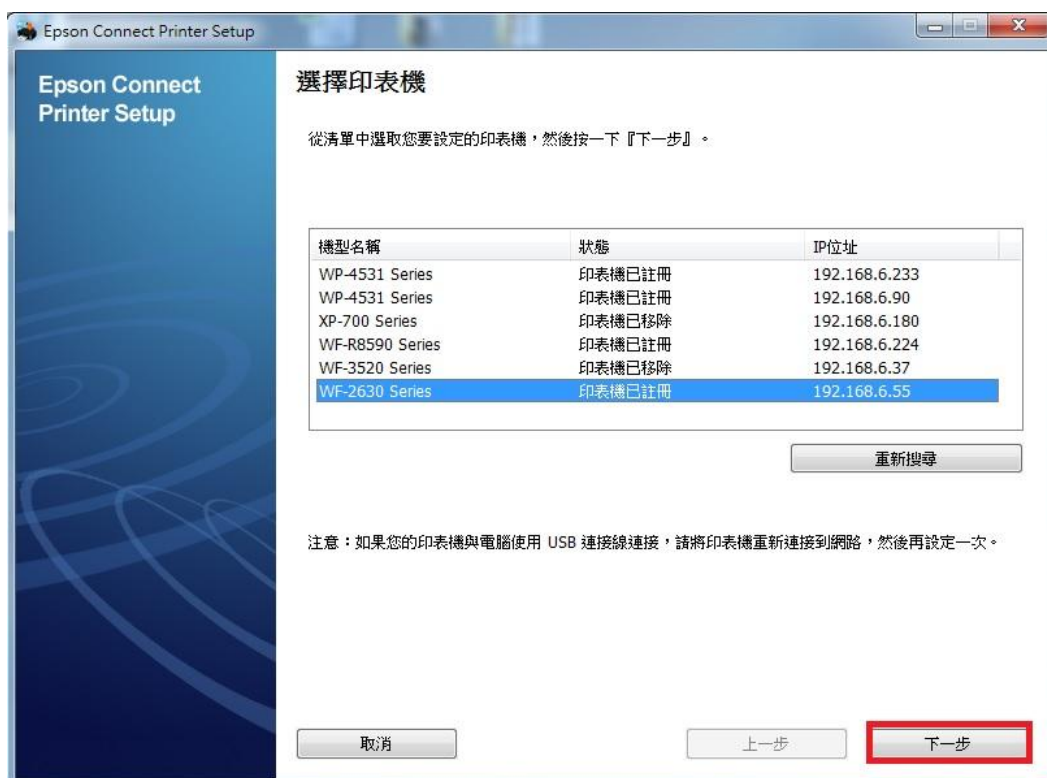 Epson Connect Printer Setup
Epson Connect
Printer Setup
選擇印表機
從清單中選取您要設定的印表機，然後按一下『下一步』。
機型名稱 狀態 IP位址
WP-4531 Series 印表機已註冊 192.168.6.233
WP-4531 Series 印表機已註冊 192.168.6.90
XP-700 Series 印表機已移除 192.168.6.180
WF-R8590 Series 印表機已註冊 192.168.6.224
WF-3520 Series 印表機已移除 192.168.6.37
WF-2630 Series 印表機已註冊 192.168.6.55
重新搜尋
注意：如果您的印表機與電腦使用 USB 連接線連接，請將印表機重新連接到網路，然後再設定一次。
取消 上一步 下一步